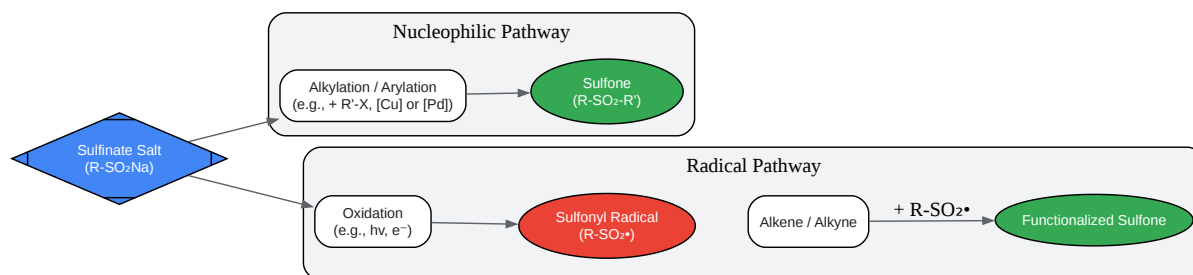 Nucleophilic Pathway
Alkylation / Arylation
(e.g., + R'-X, [Cu] or [Pd])
Sulfone
(R-SO₂-R')
Sulfinate Salt
(R-SO₂Na)
Radical Pathway
Oxidation
(e.g., hv, e⁻)
Sulfonyl Radical
(R-SO₂•)
Alkene / Alkyne
+ R-SO₂•
Functionalized Sulfone